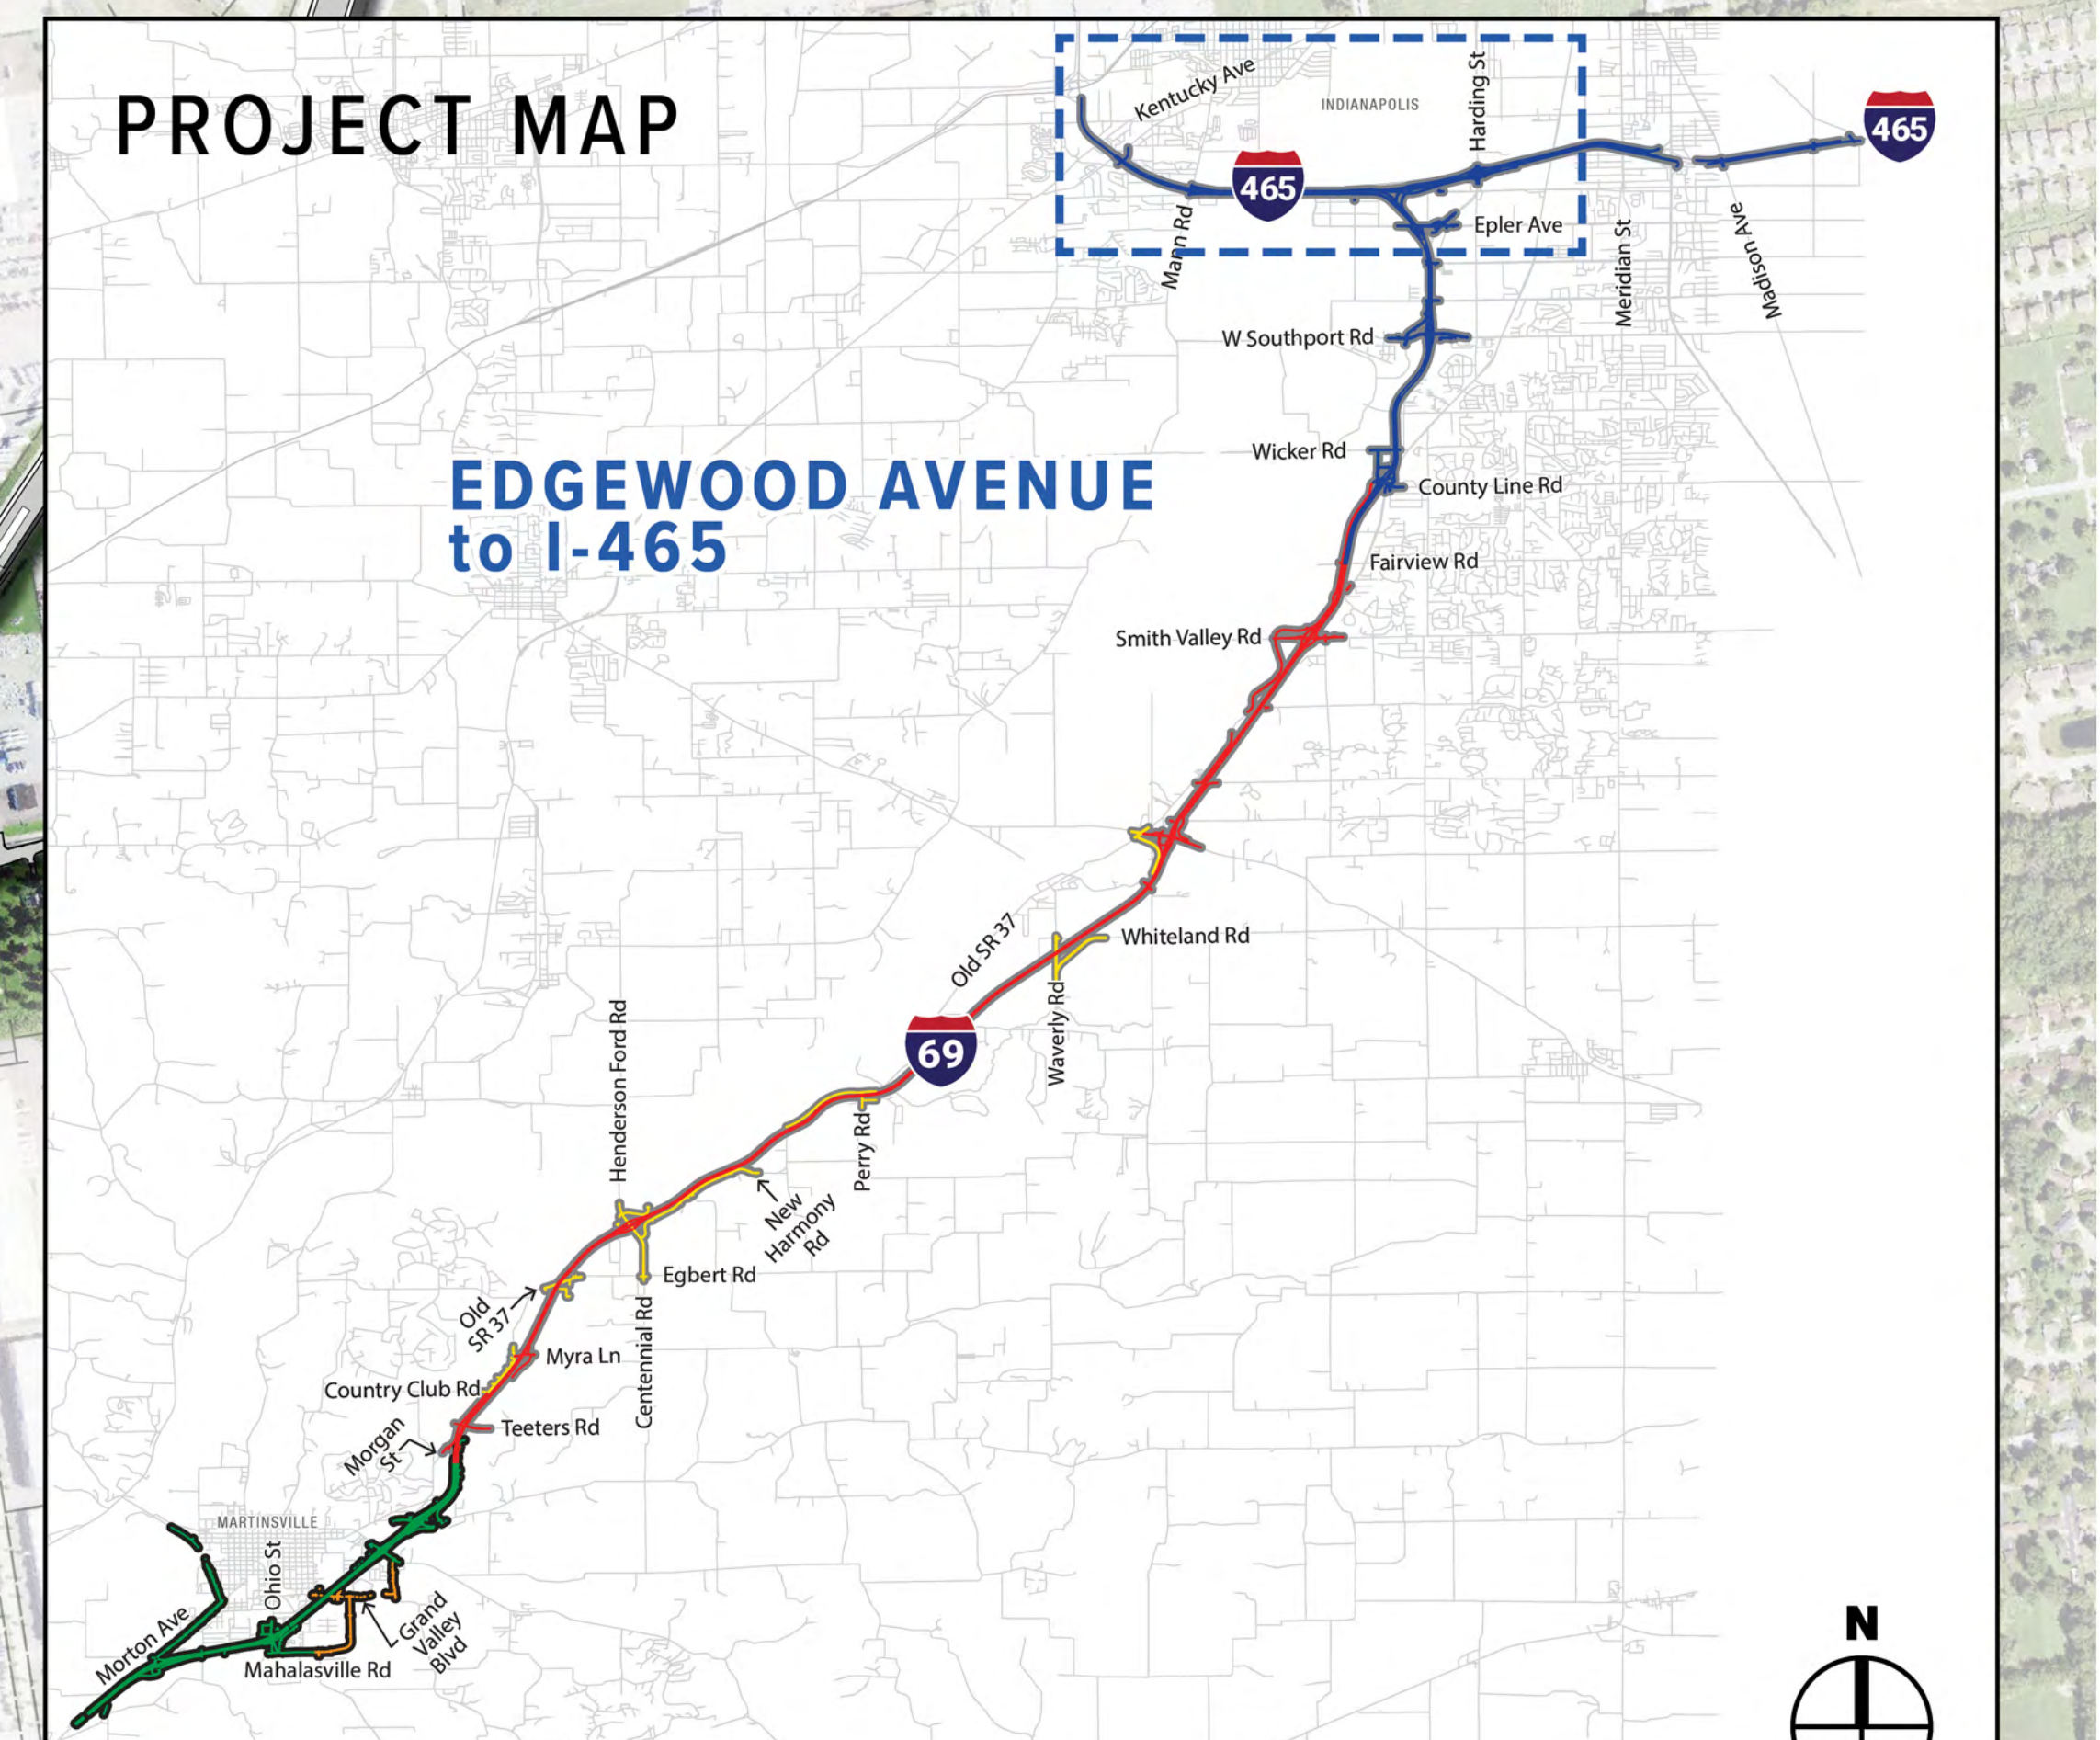 PROJECT MAP
Kentucky Ave
INDIANAPOLIS
Harding St
465
465
Mann Rd
Epler Ave
Meridian St
Madison Ave
W Southport Rd
Wicker Rd
County Line Rd
EDGEWOOD AVENUE
to I-465
Fairview Rd
Smith Valley Rd
Old SR 37
Whiteland Rd
69
Waverly Rd
Henderson Ford Rd
Perry Rd
New
Harmony
Rd
Egbert Rd
Old
SR 37
Centennial Rd
Myra Ln
Country Club Rd
Teeters Rd
Morgan
St
MARTINSVILLE
Ohio St
Grand
Valley
Blvd
Morton Ave
Mahalasville Rd
N